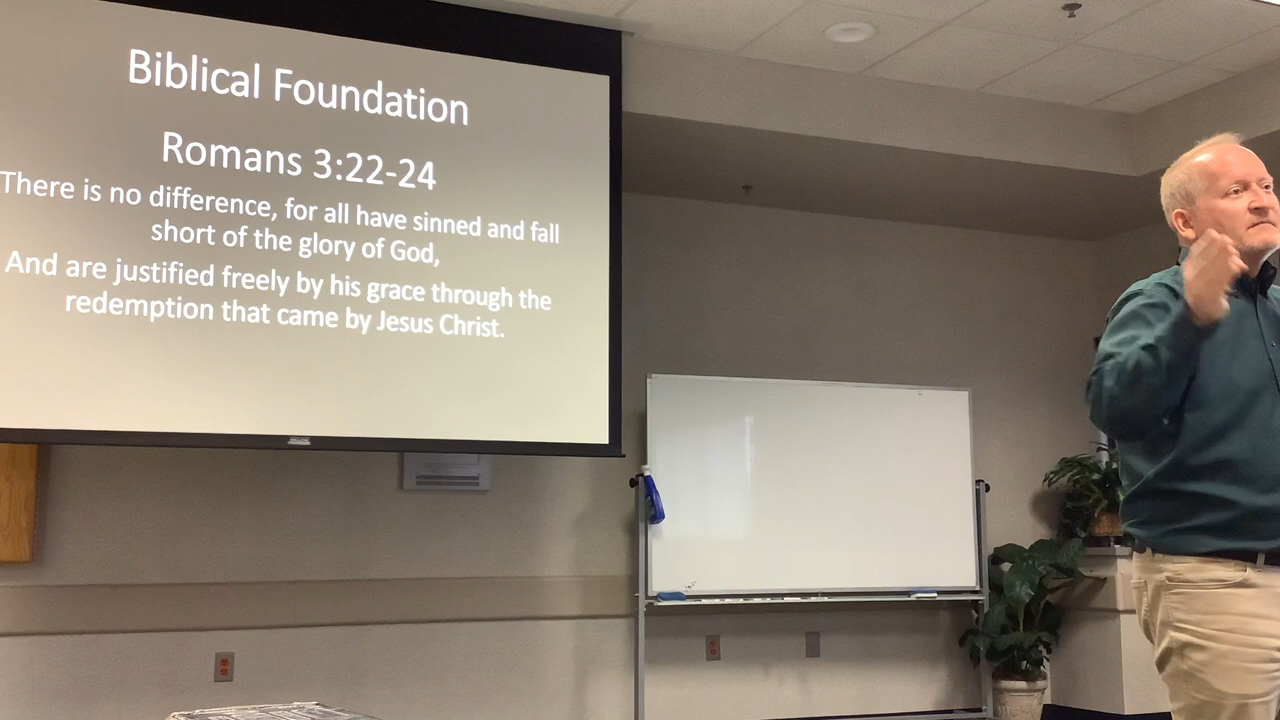 Biblical Foundation
Romans 3:22-24
There is no difference, for all have sinned and fall
short of the glory of God,
And are justified freely by his grace through the
redemption that came by Jesus Christ.